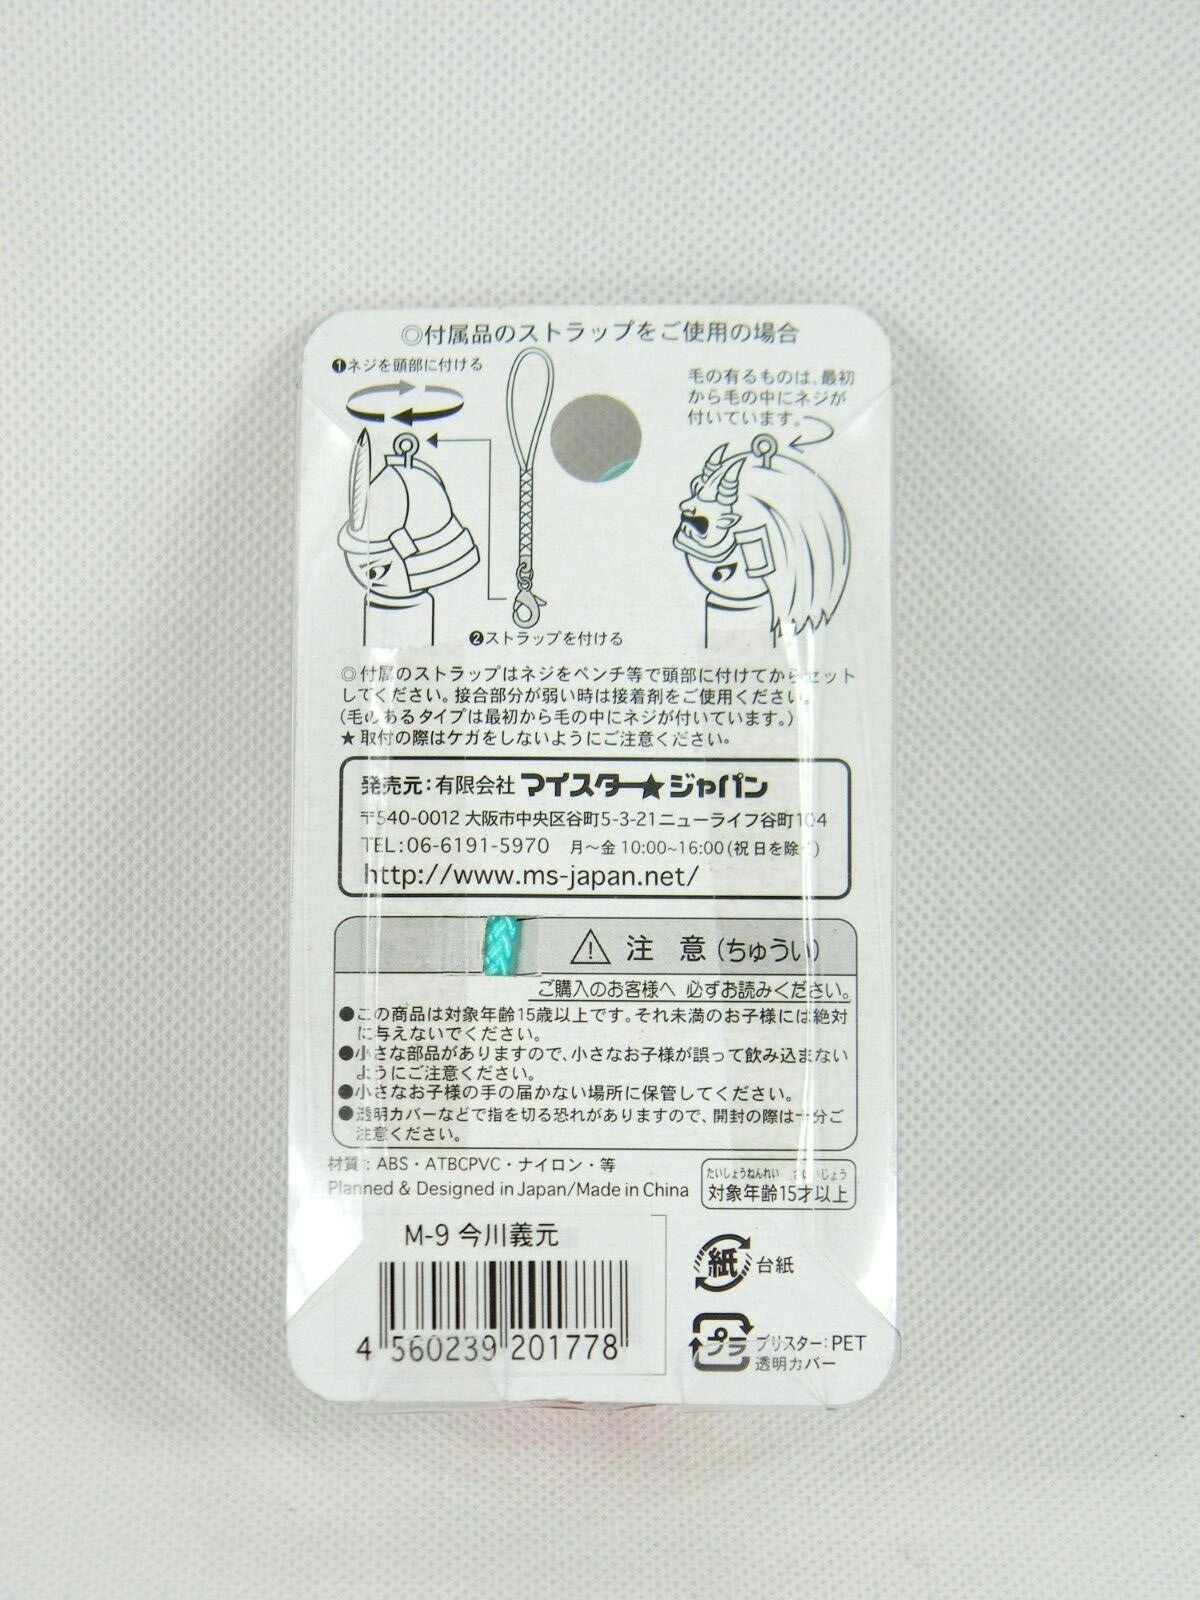 ◎付属品のストラップをご使用の場合
❶ネジを頭部に付ける
毛の有るものは、最初
から毛の中にネジが
付いています。
❷ストラップを付ける
◎付属のストラップはネジをペンチ等で頭部に付けてからセット
してください。接合部分が弱い時は接着剤をご使用ください。
(毛のあるタイプは最初から毛の中にネジが付いています。)
★取付の際はケガをしないようにご注意ください。
発売元:有限会社 マイスター★ジャパン
〒540-0012 大阪市中央区谷町5-3-21ニューライフ谷町104
TEL:06-6191-5970 月〜金 10:00~16:00(祝日を除く)
http://www.ms-japan.net/
⚠ 注 意(ちゅうい)
ご購入のお客様へ 必ずお読みください。
●この商品は対象年齢15歳以上です。それ未満のお子様には絶対
に与えないでください。
●小さな部品がありますので、小さなお子様が誤って飲み込まない
ようにご注意ください。
●小さなお子様の手の届かない場所に保管してください。
●透明カバーなどで指を切る恐れがありますので、開封の際は十分ご
注意ください。
材質:ABS・ATBCPVC・ナイロン・等
Planned & Designed in Japan/Made in China
たいしょうねんれい さいいじょう
対象年齢15才以上
M-9 今川義元
4 560239 201778
紙 台紙
プラ ブリスター:PET
透明カバー